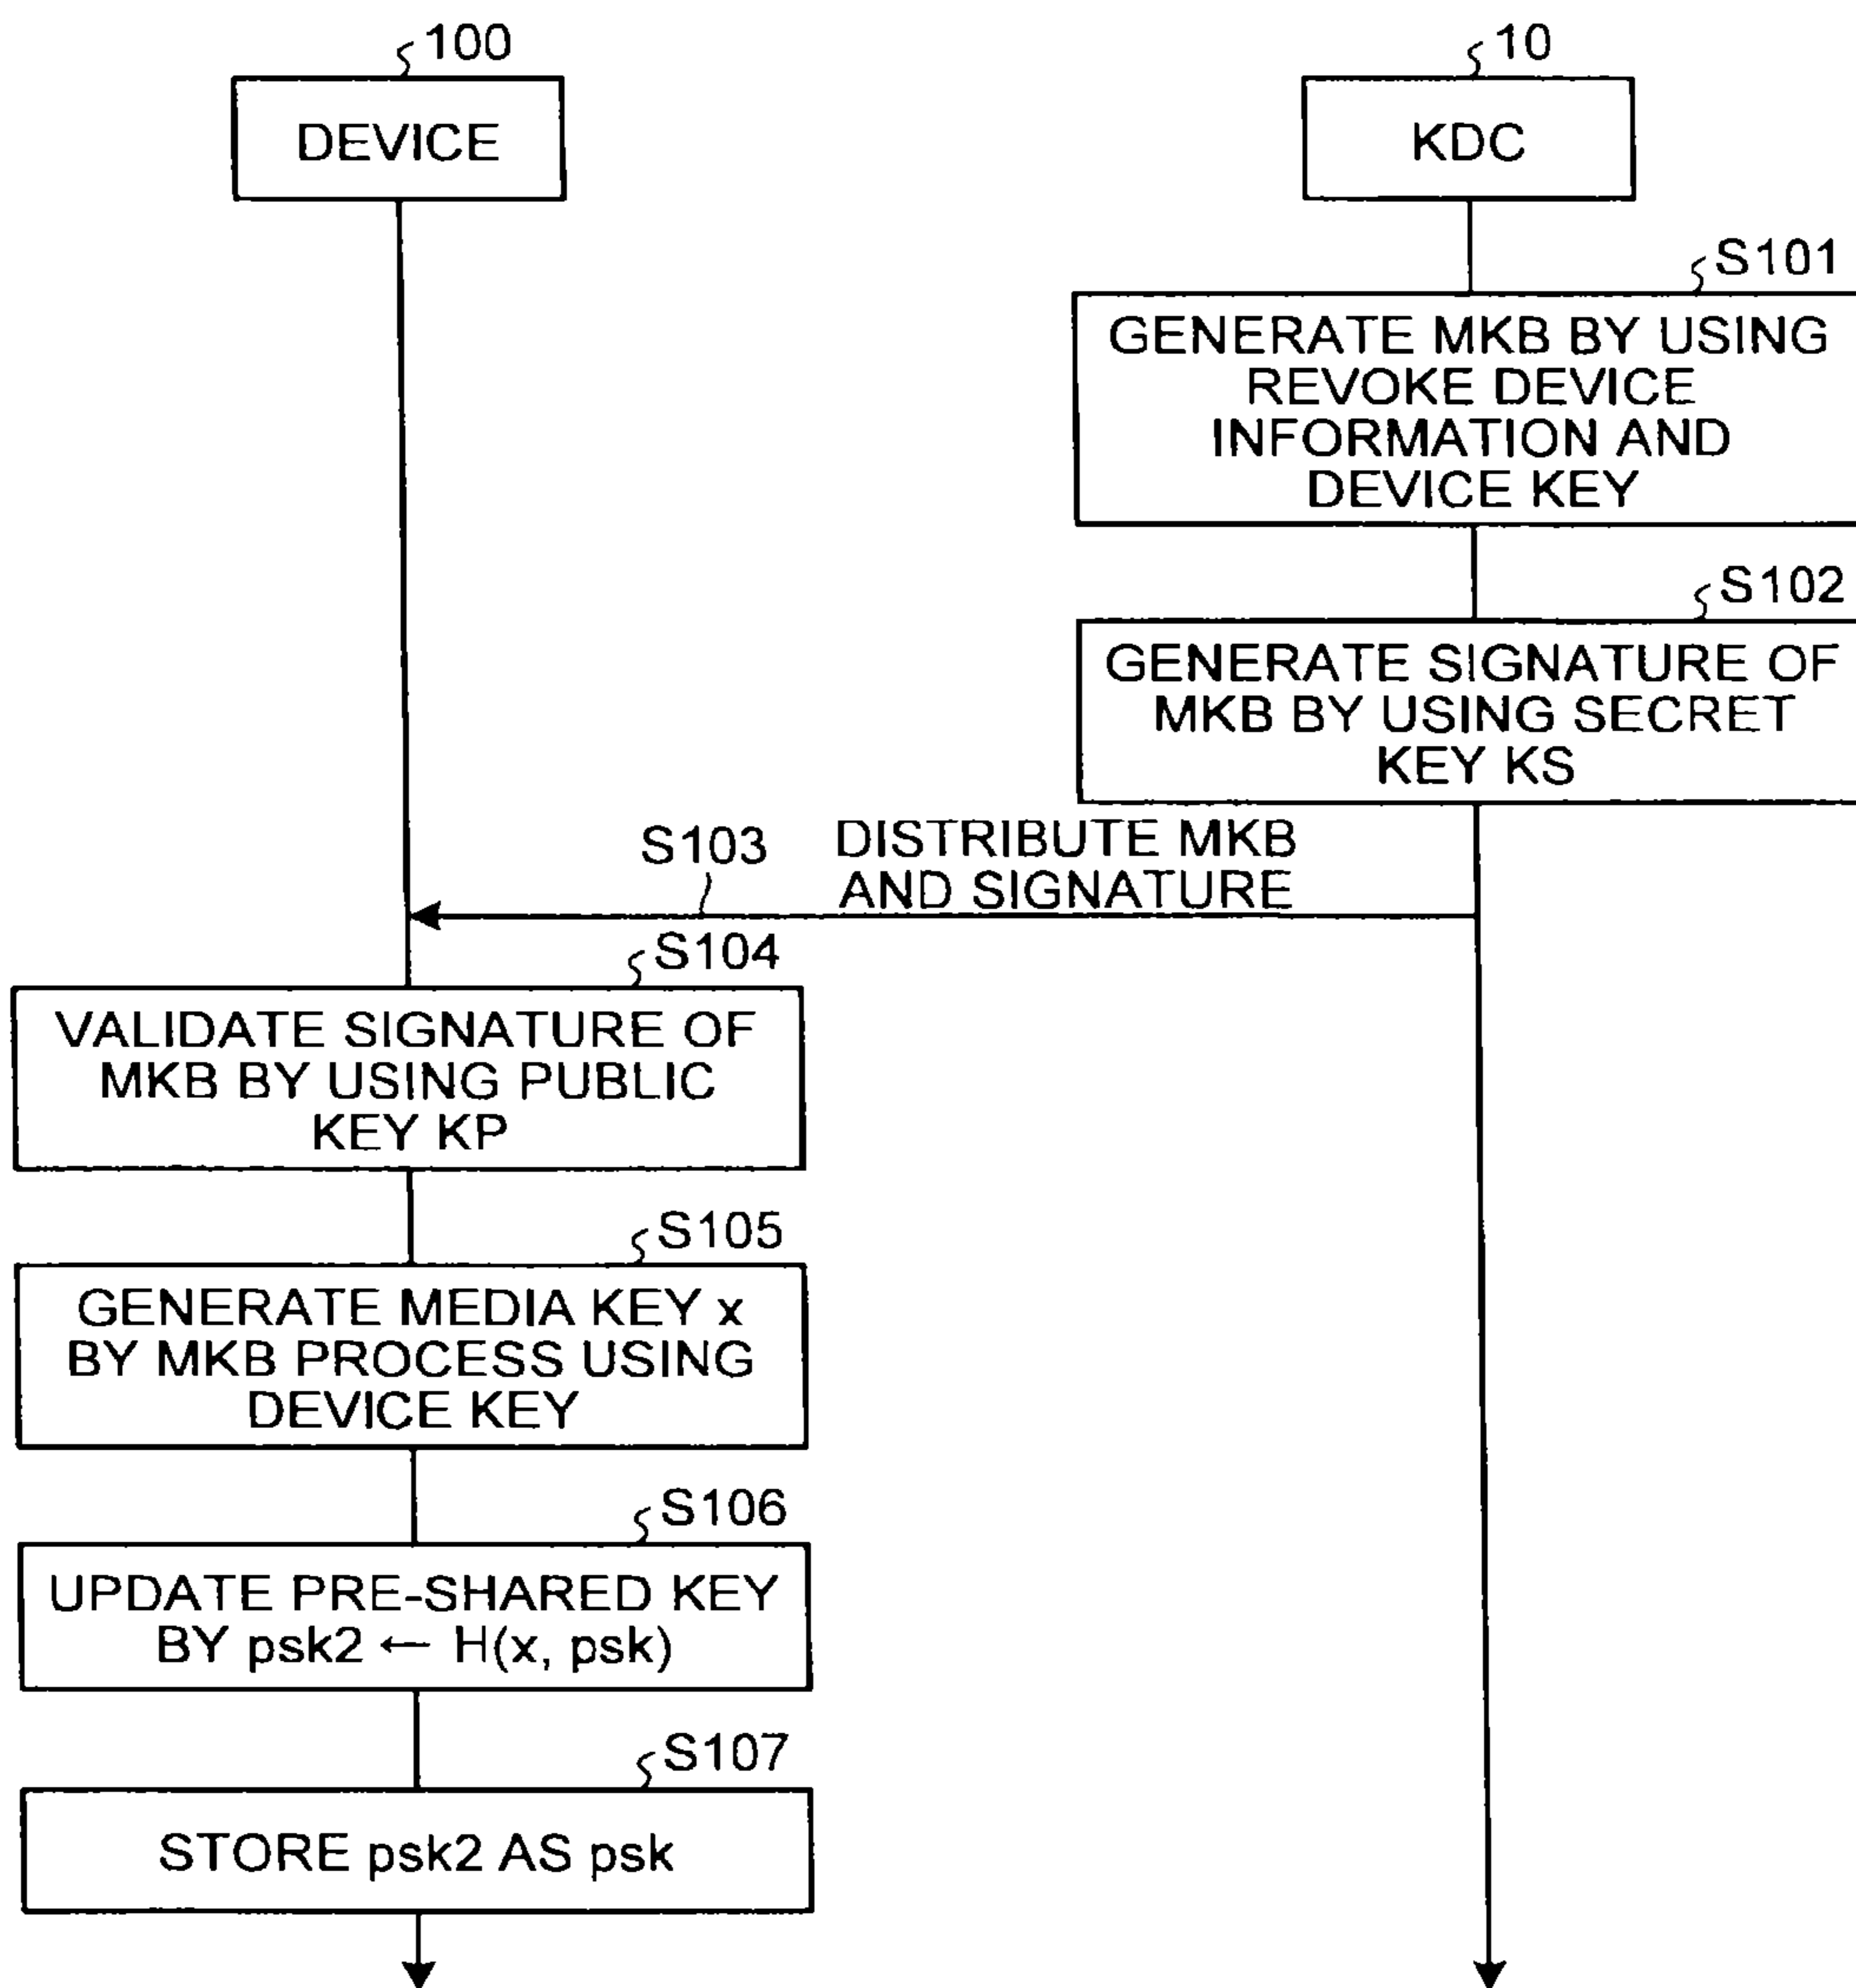 100
10
DEVICE
KDC
S101
GENERATE MKB BY USING
REVOKE DEVICE
INFORMATION AND
DEVICE KEY
S102
GENERATE SIGNATURE OF
MKB BY USING SECRET
KEY KS
S103
DISTRIBUTE MKB
AND SIGNATURE
S104
VALIDATE SIGNATURE OF
MKB BY USING PUBLIC
KEY KP
S105
GENERATE MEDIA KEY x
BY MKB PROCESS USING
DEVICE KEY
S106
UPDATE PRE-SHARED KEY
BY psk2 ← H(x, psk)
S107
STORE psk2 AS psk